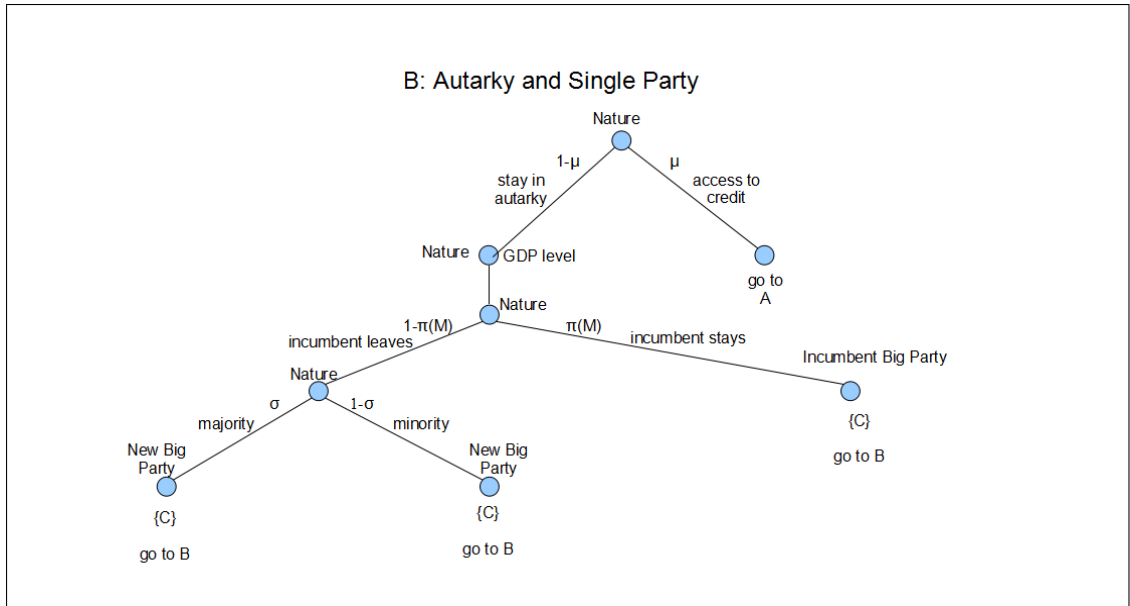 B: Autarky and Single Party
Nature
1-μ
μ
stay in
autarky
access to
credit
Nature
GDP level
go to
A
Nature
1-π(M)
π(M)
incumbent leaves
incumbent stays
Incumbent Big Party
Nature
σ
1-σ
majority
minority
{C}
go to B
New Big
Party
New Big
Party
{C}
{C}
go to B
go to B